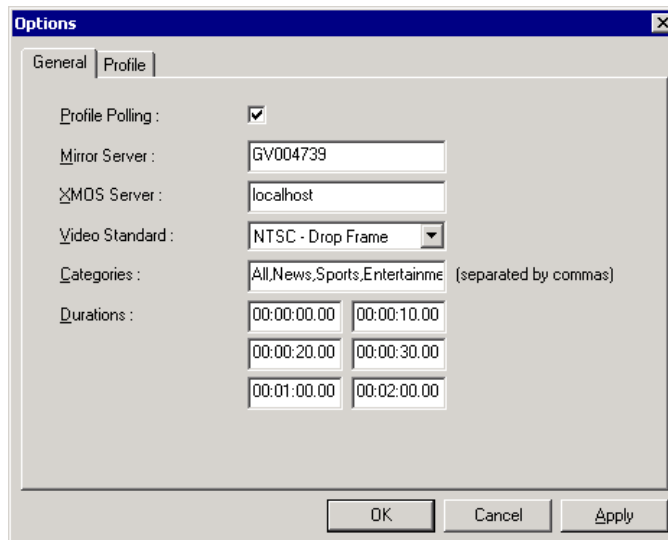 Options
General Profile
Profile Polling :
Mirror Server : GV004739
XMOS Server : localhost
Video Standard : NTSC - Drop Frame
Categories : All,News,Sports,Entertainme (separated by commas)
Durations : 00:00:00.00 00:00:10.00
00:00:20.00 00:00:30.00
00:01:00.00 00:02:00.00
OK Cancel Apply